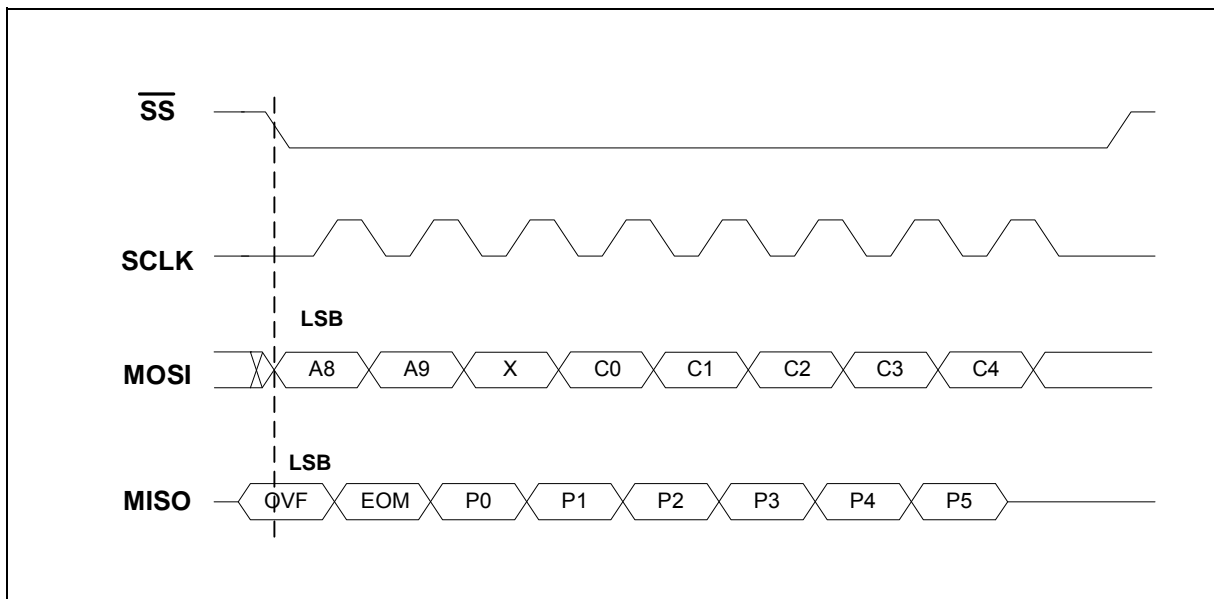 SS
SCLK
LSB
MOSI A8 A9 X C0 C1 C2 C3 C4
LSB
MISO OVF EOM P0 P1 P2 P3 P4 P5